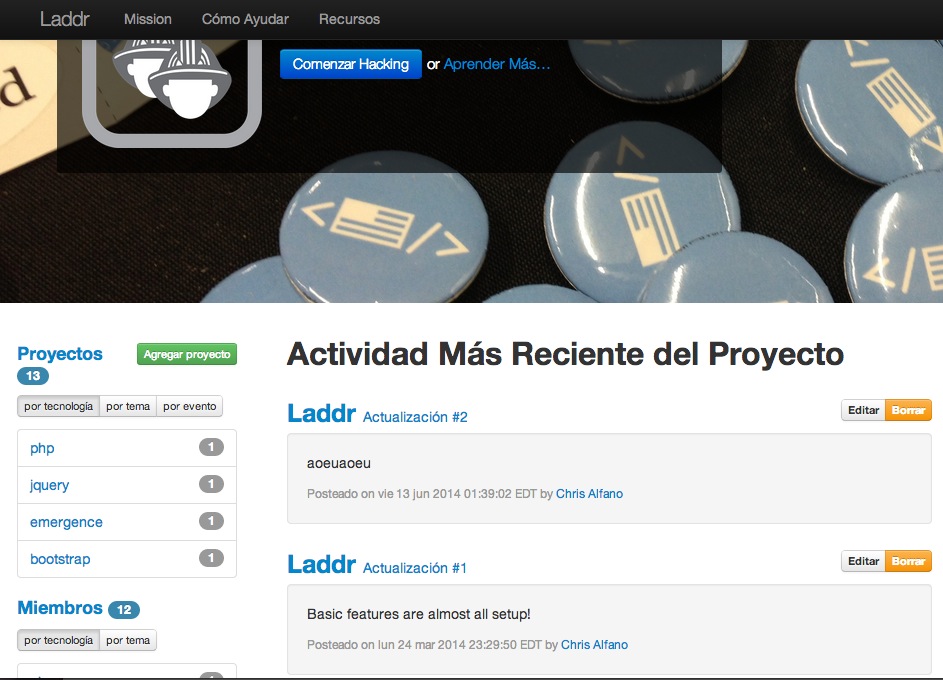 Laddr Mission Cómo Ayudar Recursos
d
Comenzar Hacking or Aprender Más…
</>
</>
</>
</
Proyectos
13
Agregar proyecto
por tecnología por tema por evento
php 1
jquery 1
emergence 1
bootstrap 1
Miembros 12
por tecnología por tema
Actividad Más Reciente del Proyecto
Laddr Actualización #2
Editar Borrar
aoeuaoeu
Posteado on vie 13 jun 2014 01:39:02 EDT by Chris Alfano
Laddr Actualización #1
Editar Borrar
Basic features are almost all setup!
Posteado on lun 24 mar 2014 23:29:50 EDT by Chris Alfano